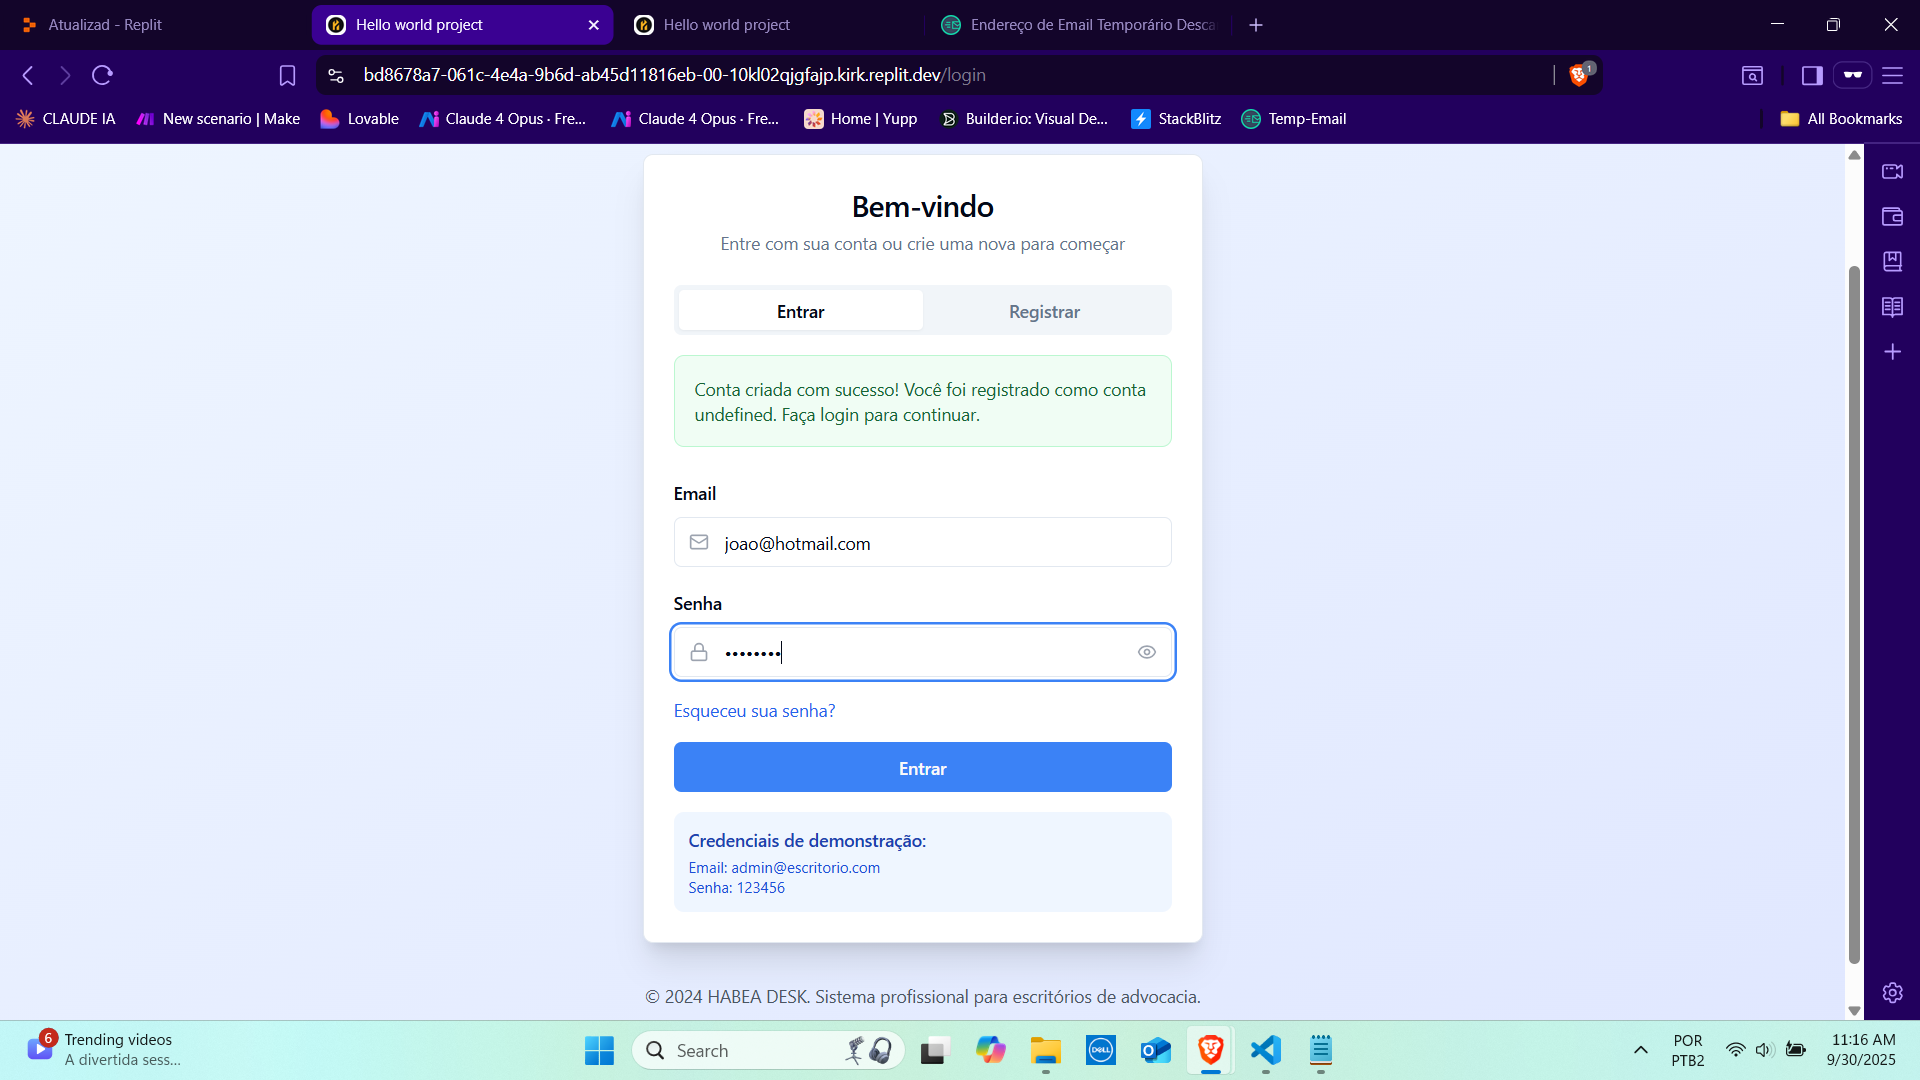 Atualizad - Replit
Hello world project
Hello world project
Endereço de Email Temporário Desca
bd8678a7-061c-4e4a-9b6d-ab45d11816eb-00-10kl02qjgfajp.kirk.replit.dev/login
1
CLAUDE IA
New scenario | Make
Lovable
Claude 4 Opus · Fre...
Claude 4 Opus · Fre...
Home | Yupp
Builder.io: Visual De...
StackBlitz
Temp-Email
All Bookmarks
Bem-vindo
Entre com sua conta ou crie uma nova para começar
Entrar
Registrar
Conta criada com sucesso! Você foi registrado como conta
undefined. Faça login para continuar.
Email
joao@hotmail.com
Senha
••••••••
Esqueceu sua senha?
Entrar
Credenciais de demonstração:
Email: admin@escritorio.com
Senha: 123456
© 2024 HABEA DESK. Sistema profissional para escritórios de advocacia.
6
Trending videos
A divertida sess...
Search
DELL
POR
PTB2
11:16 AM
9/30/2025